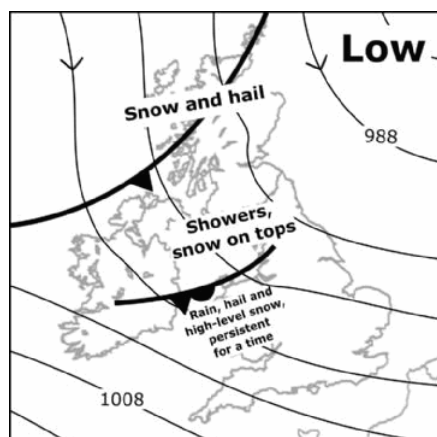 Low
988
Snow and hail
Showers,
snow on tops
Rain, hail and
high-level snow,
persistent
for a time
1008